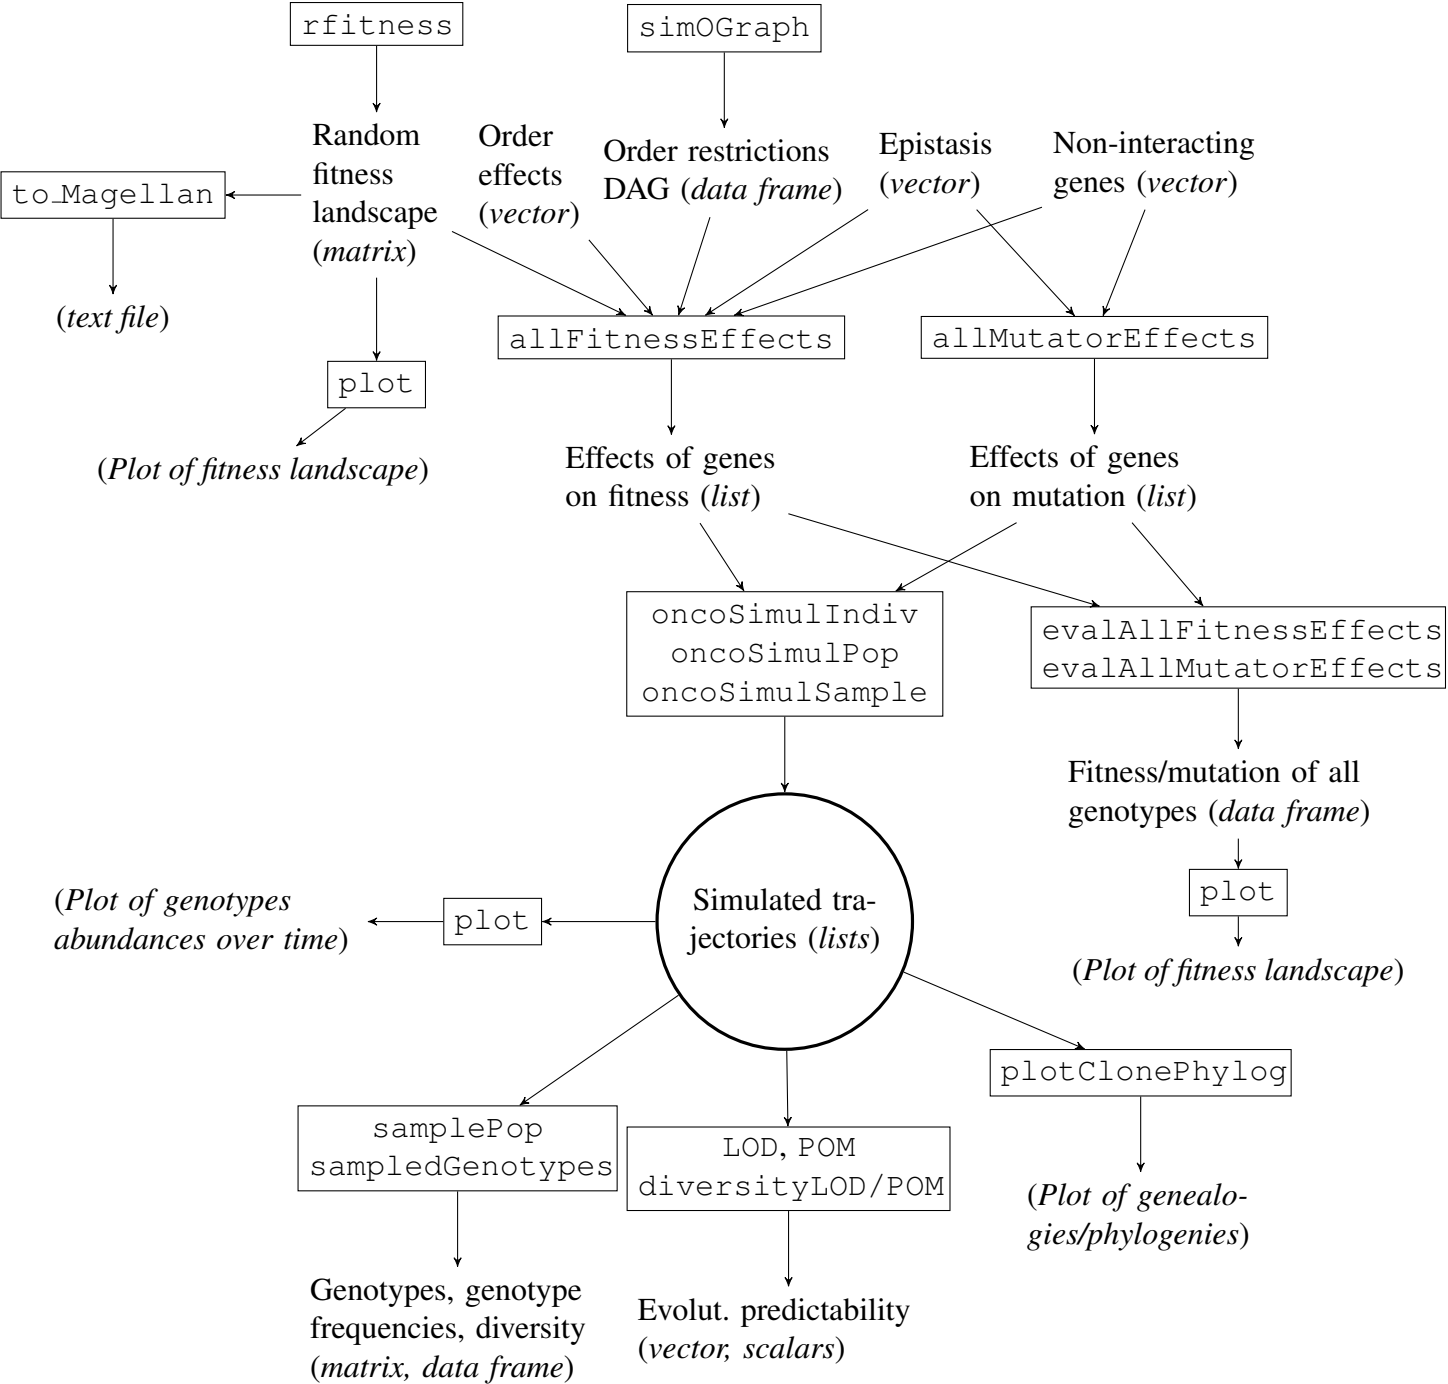 rfitness
simOGraph
Random
fitness
landscape
(matrix)
Order
effects
(vector)
Order restrictions
DAG (data frame)
Epistasis
(vector)
Non-interacting
genes (vector)
to_Magellan
(text file)
plot
(Plot of fitness landscape)
allFitnessEffects
allMutatorEffects
Effects of genes
on fitness (list)
Effects of genes
on mutation (list)
oncoSimulIndiv
oncoSimulPop
oncoSimulSample
evalAllFitnessEffects
evalAllMutatorEffects
Fitness/mutation of all
genotypes (data frame)
plot
(Plot of fitness landscape)
Simulated tra-
jectories (lists)
plot
(Plot of genotypes
abundances over time)
samplePop
sampledGenotypes
LOD, POM
diversityLOD/POM
plotClonePhylog
(Plot of genealo-
gies/phylogenies)
Genotypes, genotype
frequencies, diversity
(matrix, data frame)
Evolut. predictability
(vector, scalars)